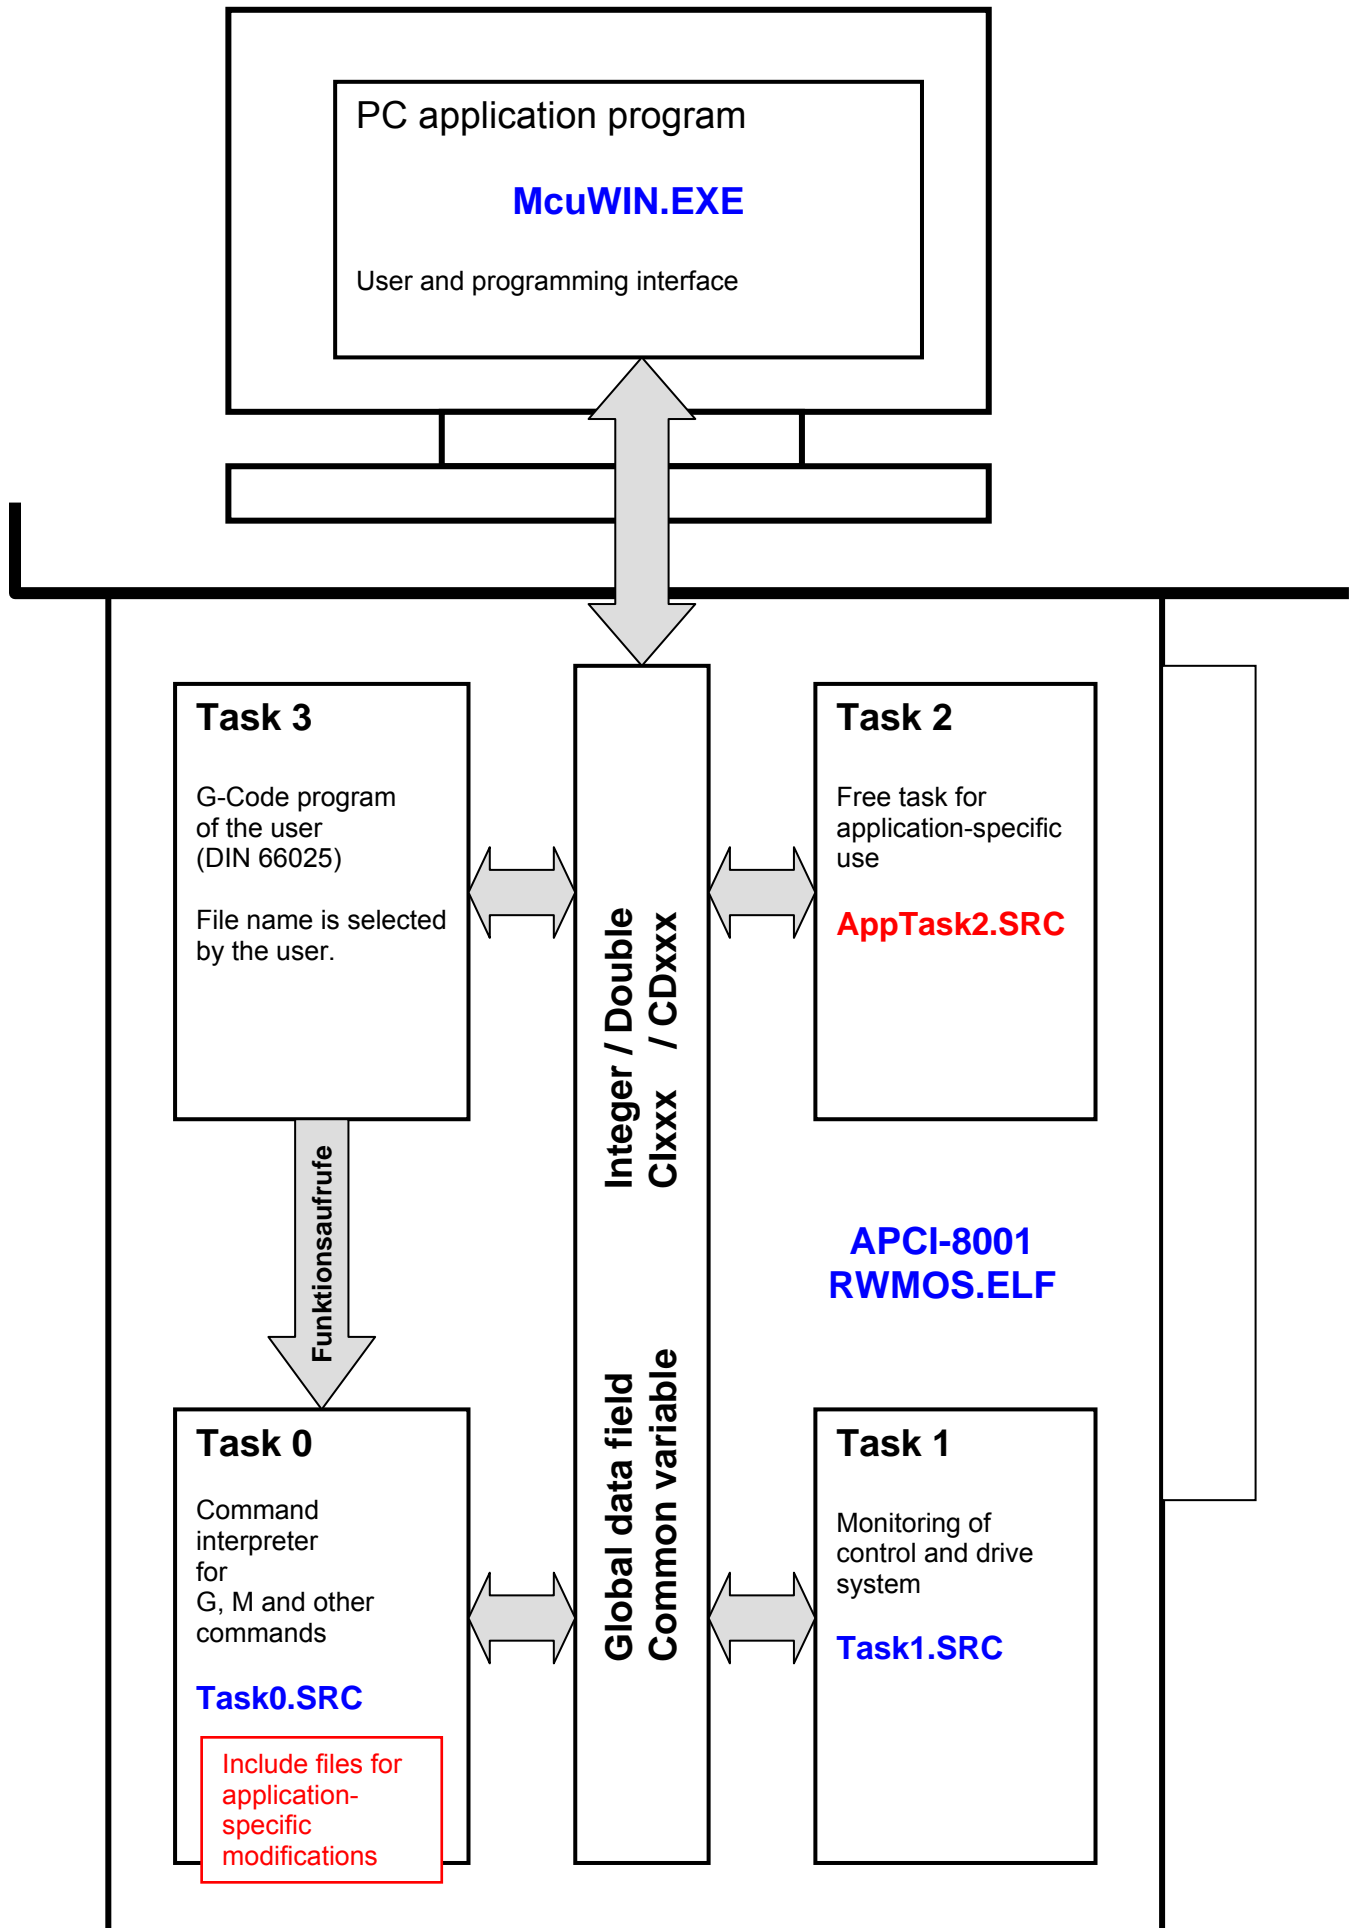 PC application program
McuWIN.EXE
User and programming interface
Task 3
G-Code program
of the user
(DIN 66025)
File name is selected
by the user.
Task 2
Free task for
application-specific
use
AppTask2.SRC
Integer / Double
CIxxx / CDxxx
Global data field
Common variable
Funktionsaufrufe
APCI-8001
RWMOS.ELF
Task 0
Command
interpreter
for
G, M and other
commands
Task0.SRC
Include files for
application-
specific
modifications
Task 1
Monitoring of
control and drive
system
Task1.SRC